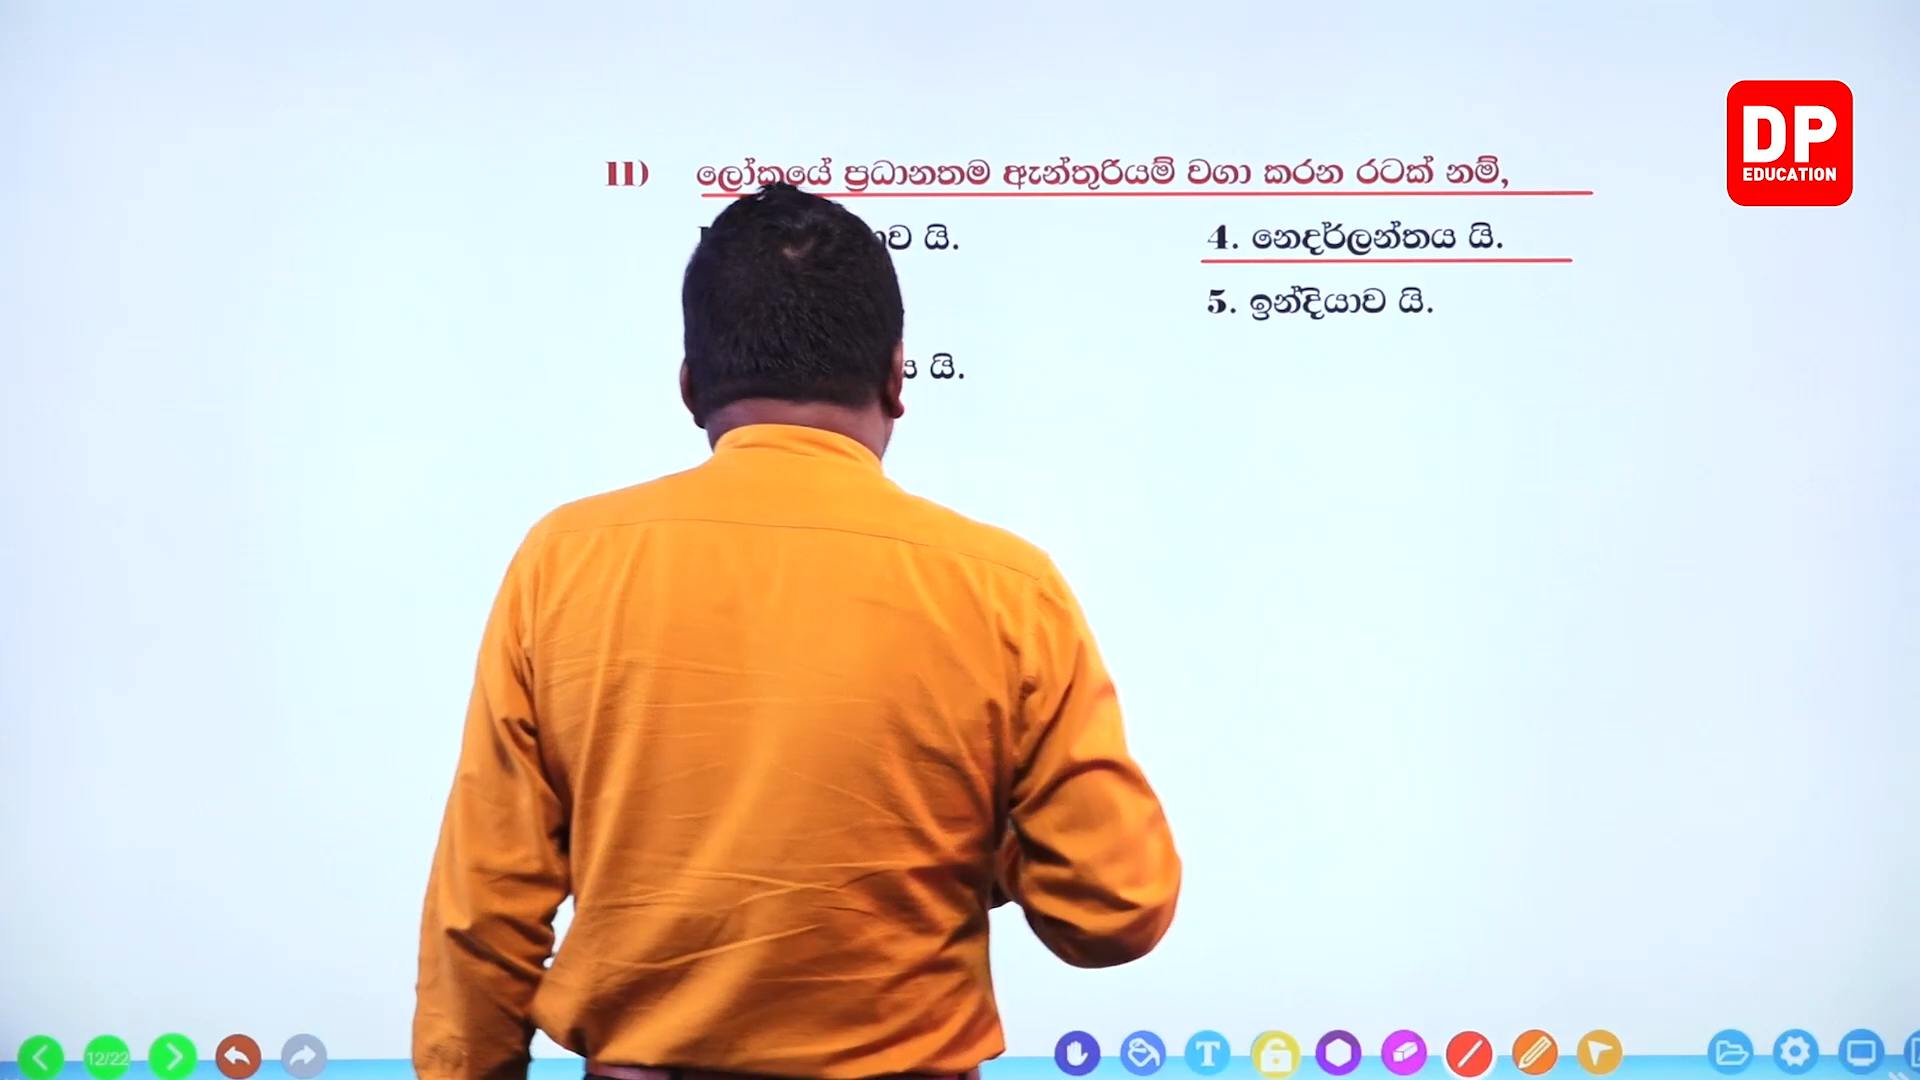 DP
EDUCATION
11) ලෝකයේ ප්‍රධානතම ඇන්තූරියම් වගා කරන රටක් නම්,
යි.
4. නෙදර්ලන්තය යි.
5. ඉන්දියාව යි.
යි.
12/22
T